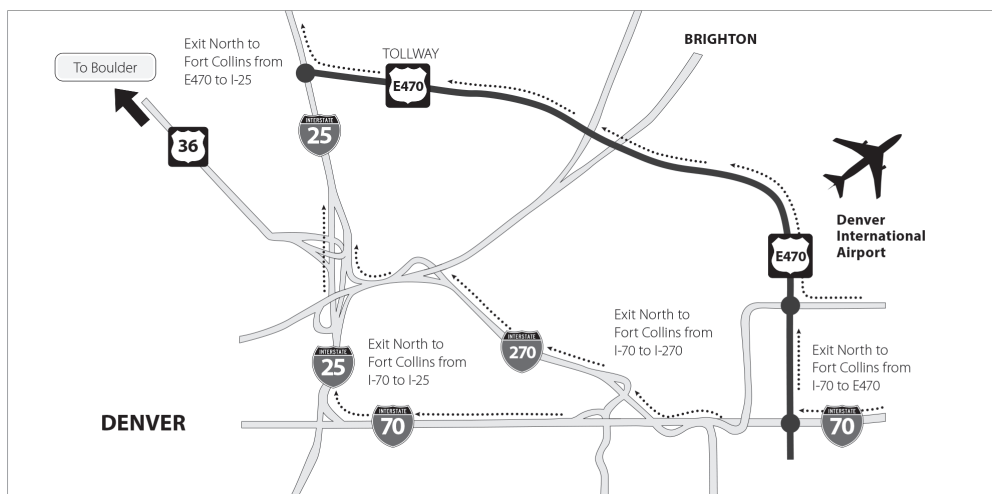 To Boulder
Exit North to
Fort Collins from
E470 to I-25
TOLLWAY
E470
BRIGHTON
INTERSTATE
25
36
Denver
International
Airport
E470
Exit North to
Fort Collins from
I-70 to I-270
INTERSTATE
270
Exit North to
Fort Collins from
I-70 to I-25
INTERSTATE
25
Exit North to
Fort Collins from
I-70 to E470
DENVER
INTERSTATE
70
INTERSTATE
70